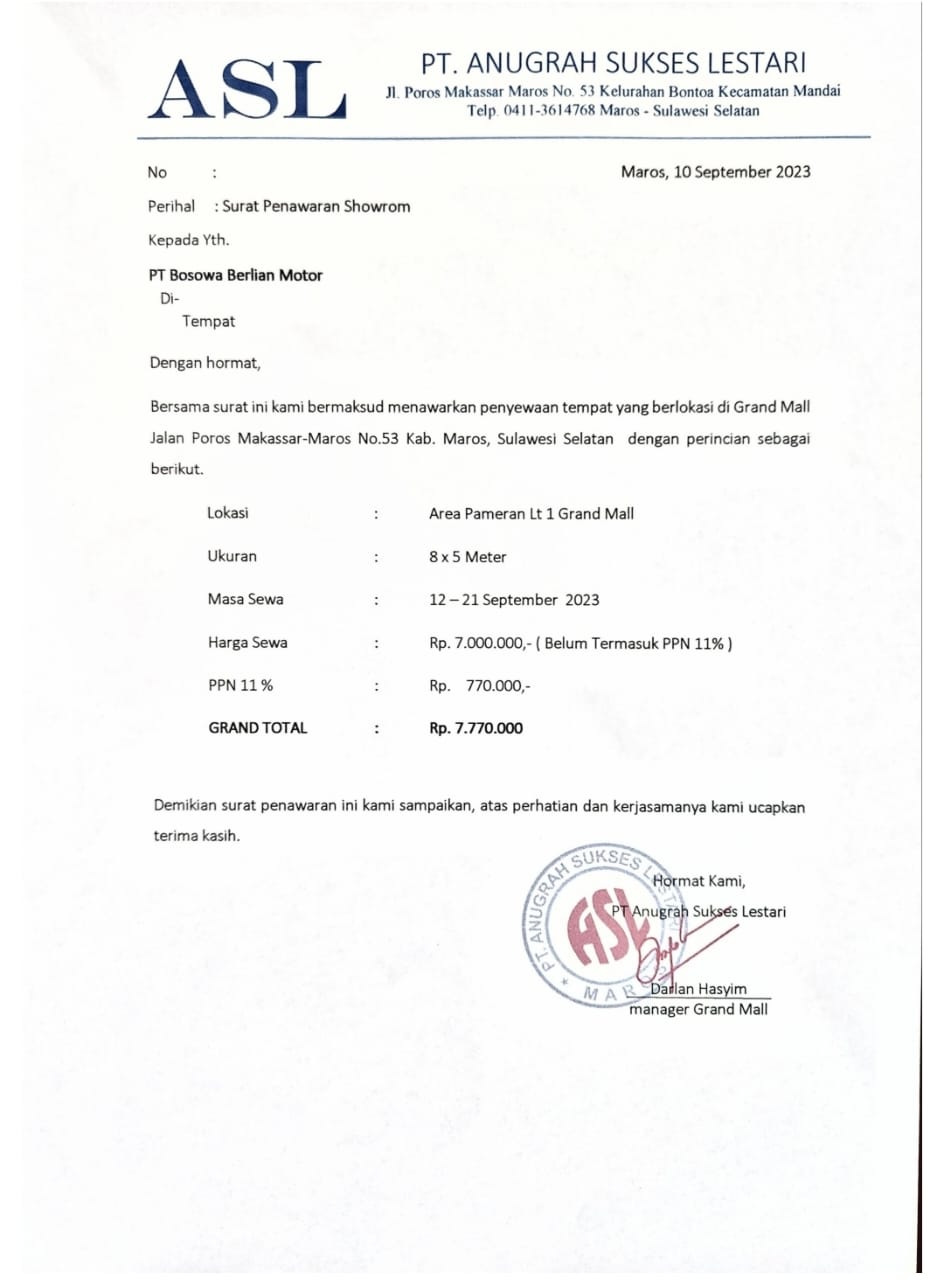 ASL
PT. ANUGRAH SUKSES LESTARI
Jl. Poros Makassar Maros No. 53 Kelurahan Bontoa Kecamatan Mandai
Telp. 0411-3614768 Maros - Sulawesi Selatan
No :
Maros, 10 September 2023
Perihal : Surat Penawaran Showrom
Kepada Yth.
PT Bosowa Berlian Motor
Di-
Tempat
Dengan hormat,
Bersama surat ini kami bermaksud menawarkan penyewaan tempat yang berlokasi di Grand Mall
Jalan Poros Makassar-Maros No.53 Kab. Maros, Sulawesi Selatan dengan perincian sebagai
berikut.
Lokasi : Area Pameran Lt 1 Grand Mall
Ukuran : 8 x 5 Meter
Masa Sewa : 12 – 21 September 2023
Harga Sewa : Rp. 7.000.000,- ( Belum Termasuk PPN 11% )
PPN 11 % : Rp. 770.000,-
GRAND TOTAL : Rp. 7.770.000
Demikian surat penawaran ini kami sampaikan, atas perhatian dan kerjasamanya kami ucapkan
terima kasih.
Hormat Kami,
PT Anugrah Sukses Lestari
PT. ANUGRAH SUKSES LESTARI
ASL
MAROS
Darlan Hasyim
manager Grand Mall